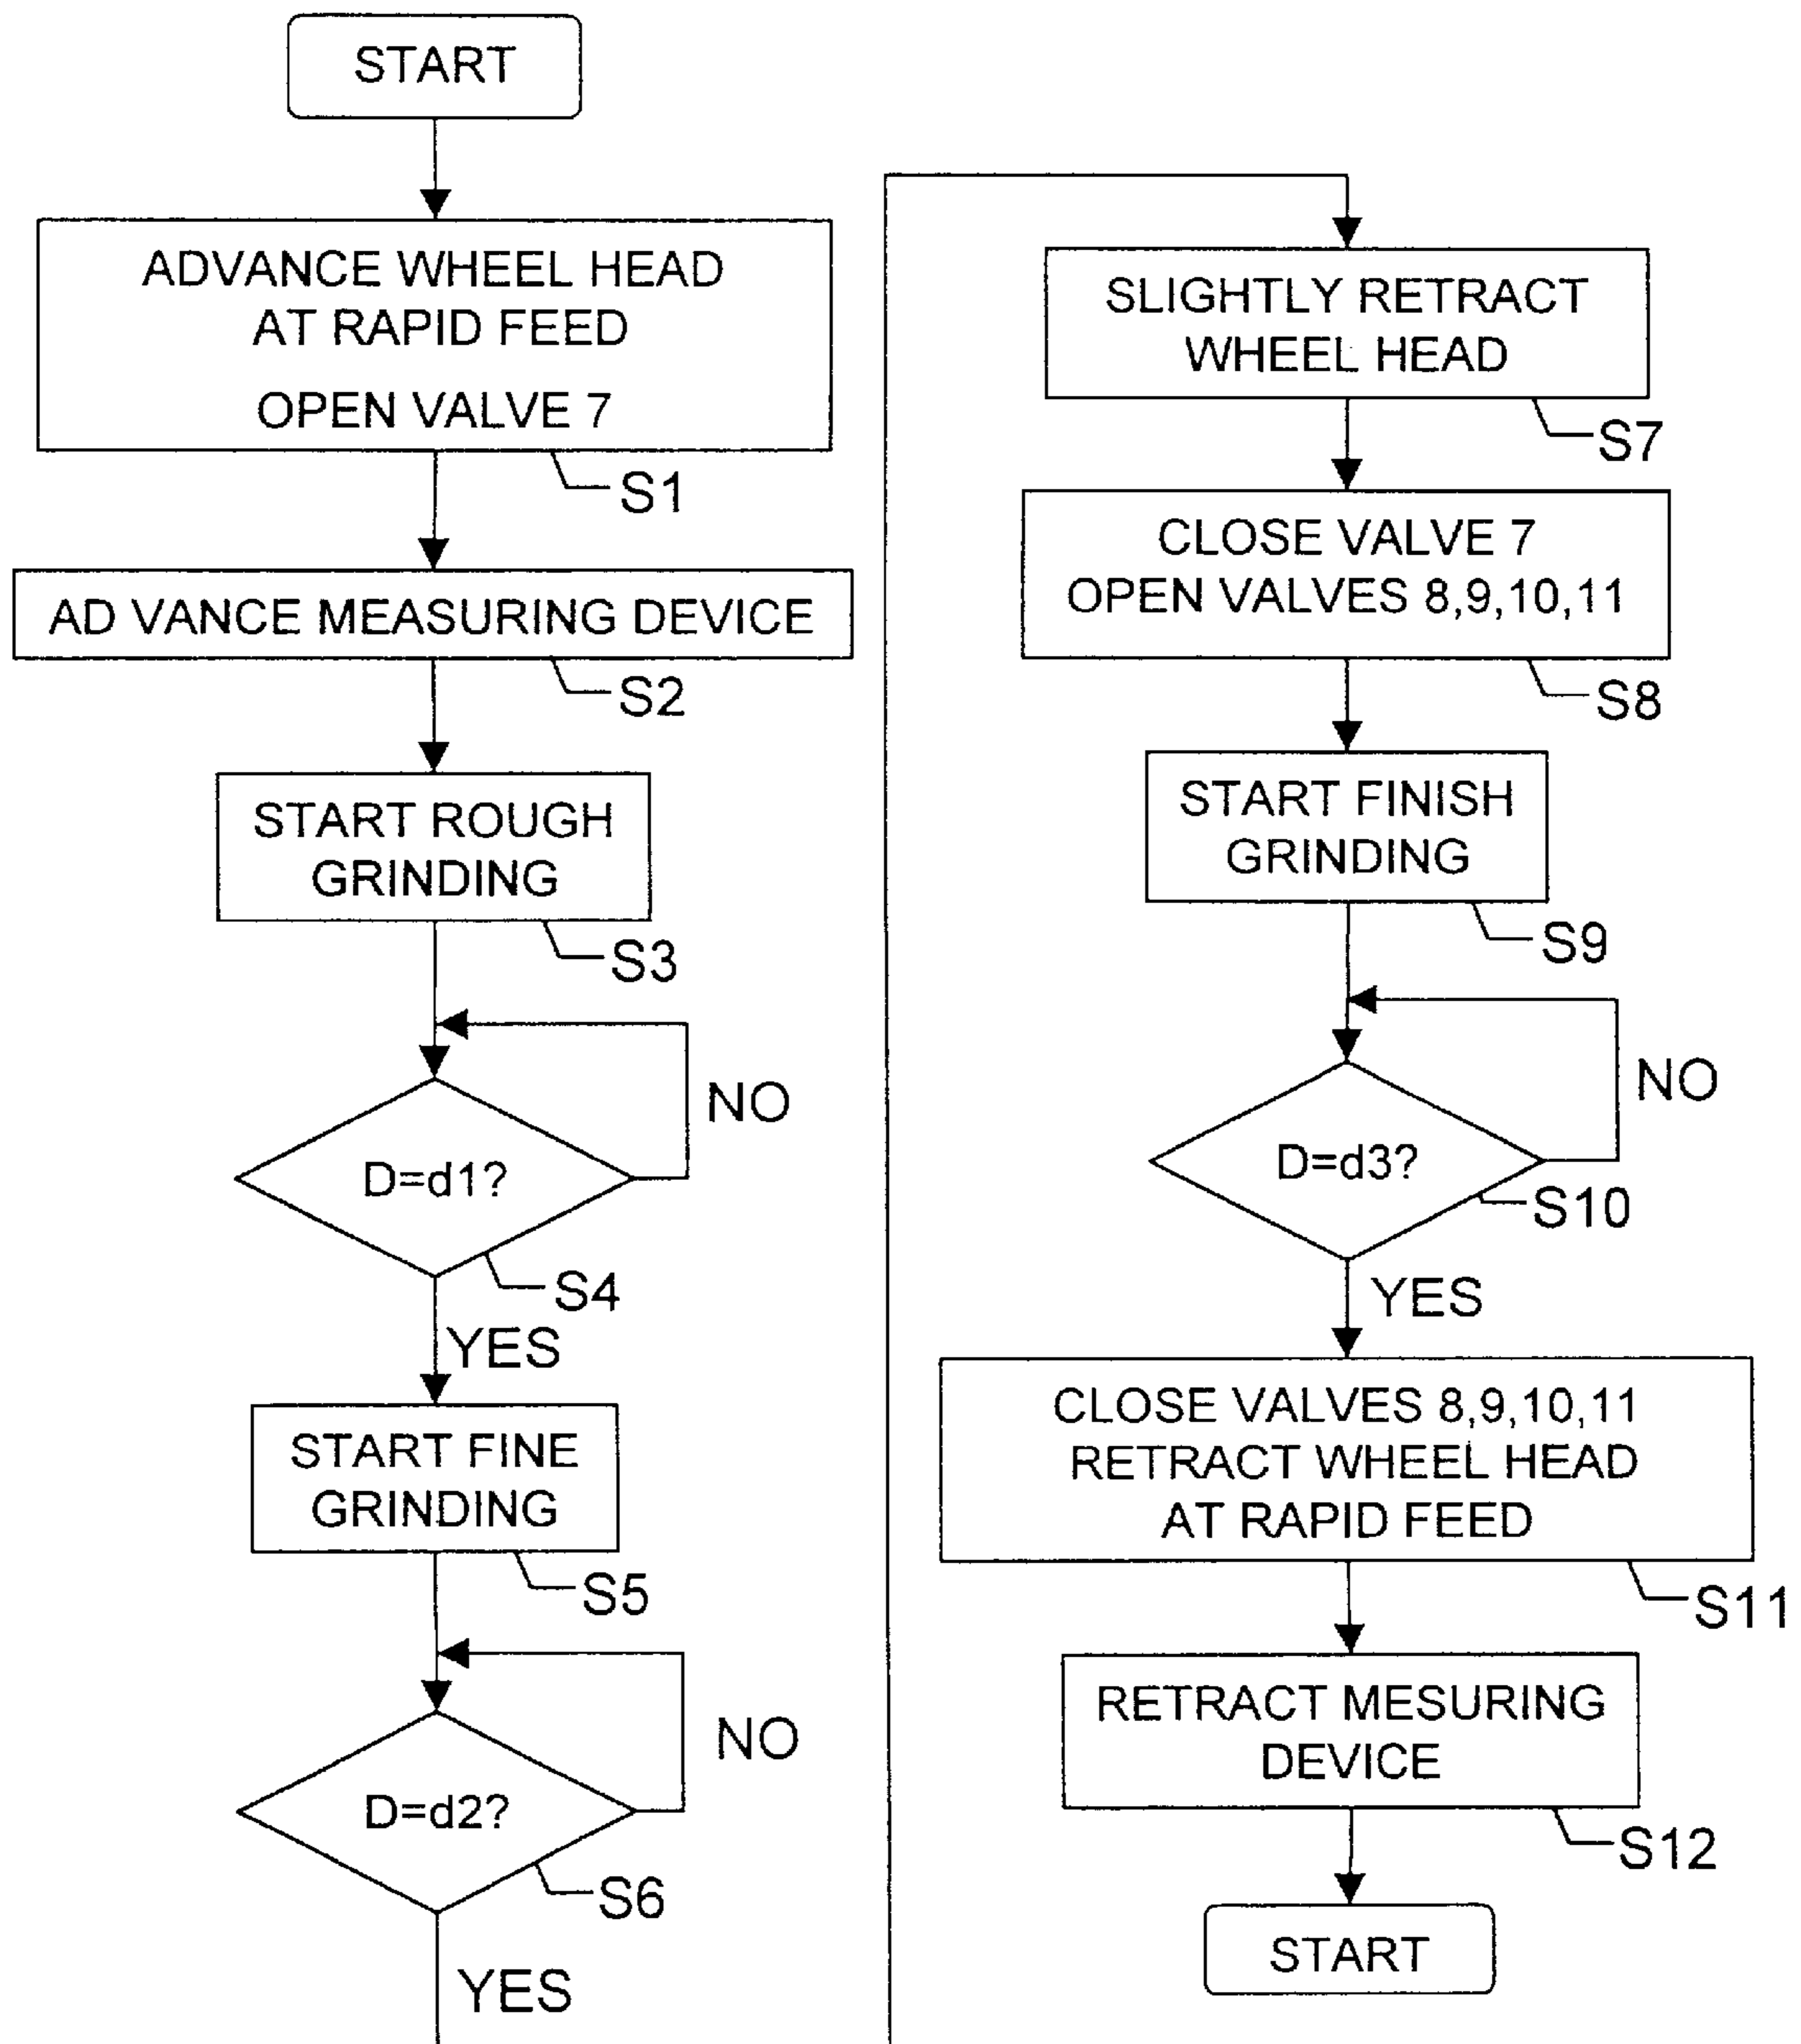 START
ADVANCE WHEEL HEAD
AT RAPID FEED
OPEN VALVE 7
S1
AD VANCE MEASURING DEVICE
S2
START ROUGH
GRINDING
S3
NO
D=d1?
S4
YES
START FINE
GRINDING
S5
NO
D=d2?
S6
YES
SLIGHTLY RETRACT
WHEEL HEAD
S7
CLOSE VALVE 7
OPEN VALVES 8,9,10,11
S8
START FINISH
GRINDING
S9
NO
D=d3?
S10
YES
CLOSE VALVES 8,9,10,11
RETRACT WHEEL HEAD
AT RAPID FEED
S11
RETRACT MESURING
DEVICE
S12
START